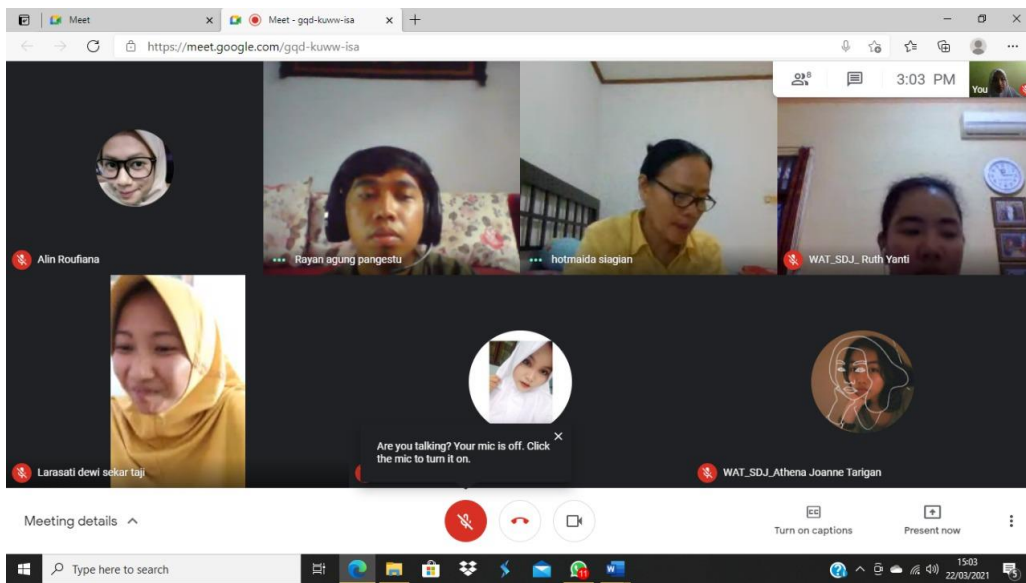 Meet
Meet - gqd-kuww-isa
https://meet.google.com/gqd-kuww-isa
8
3:03 PM
You
Alin Roufiana
Rayan agung pangestu
hotmaida siagian
WAT_SDJ_ Ruth Yanti
Larasati dewi sekar taji
Are you talking? Your mic is off. Click
the mic to turn it on.
WAT_SDJ_Athena Joanne Tarigan
Meeting details
Turn on captions
Present now
Type here to search
11
15:03
22/03/2021
5